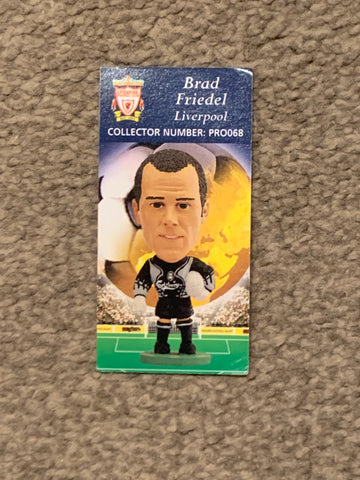 Brad
Friedel
Liverpool
COLLECTOR NUMBER: PRO068